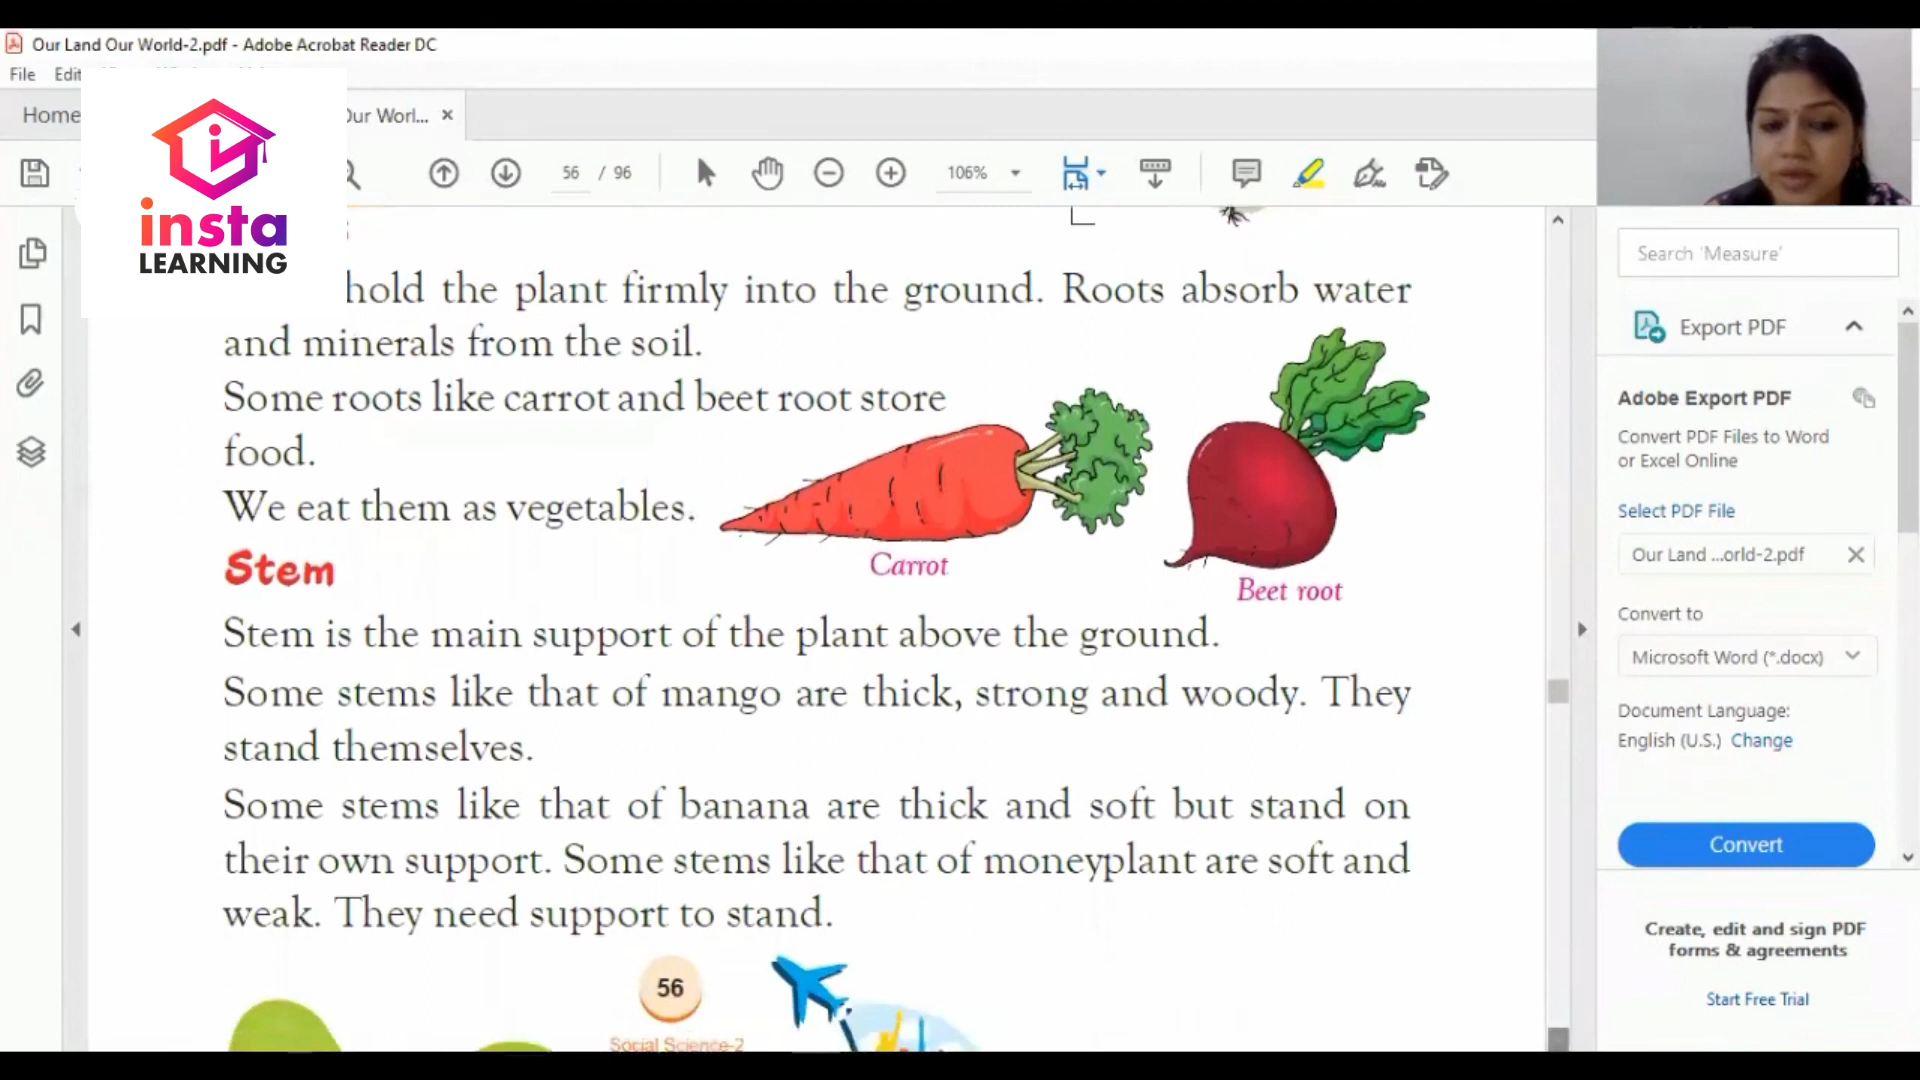 Our Land Our World-2.pdf - Adobe Acrobat Reader DC
File Edit
Home
Our Worl... ×
56 / 96
106%
insta
LEARNING
hold the plant firmly into the ground. Roots absorb water
and minerals from the soil.
Some roots like carrot and beet root store
food.
We eat them as vegetables.
Carrot
Beet root
Stem
Stem is the main support of the plant above the ground.
Some stems like that of mango are thick, strong and woody. They
stand themselves.
Some stems like that of banana are thick and soft but stand on
their own support. Some stems like that of moneyplant are soft and
weak. They need support to stand.
56
Social Science-2
Search 'Measure'
Export PDF
Adobe Export PDF
Convert PDF Files to Word
or Excel Online
Select PDF File
Our Land ...orld-2.pdf
Convert to
Microsoft Word (*.docx)
Document Language:
English (U.S.) Change
Convert
Create, edit and sign PDF
forms & agreements
Start Free Trial